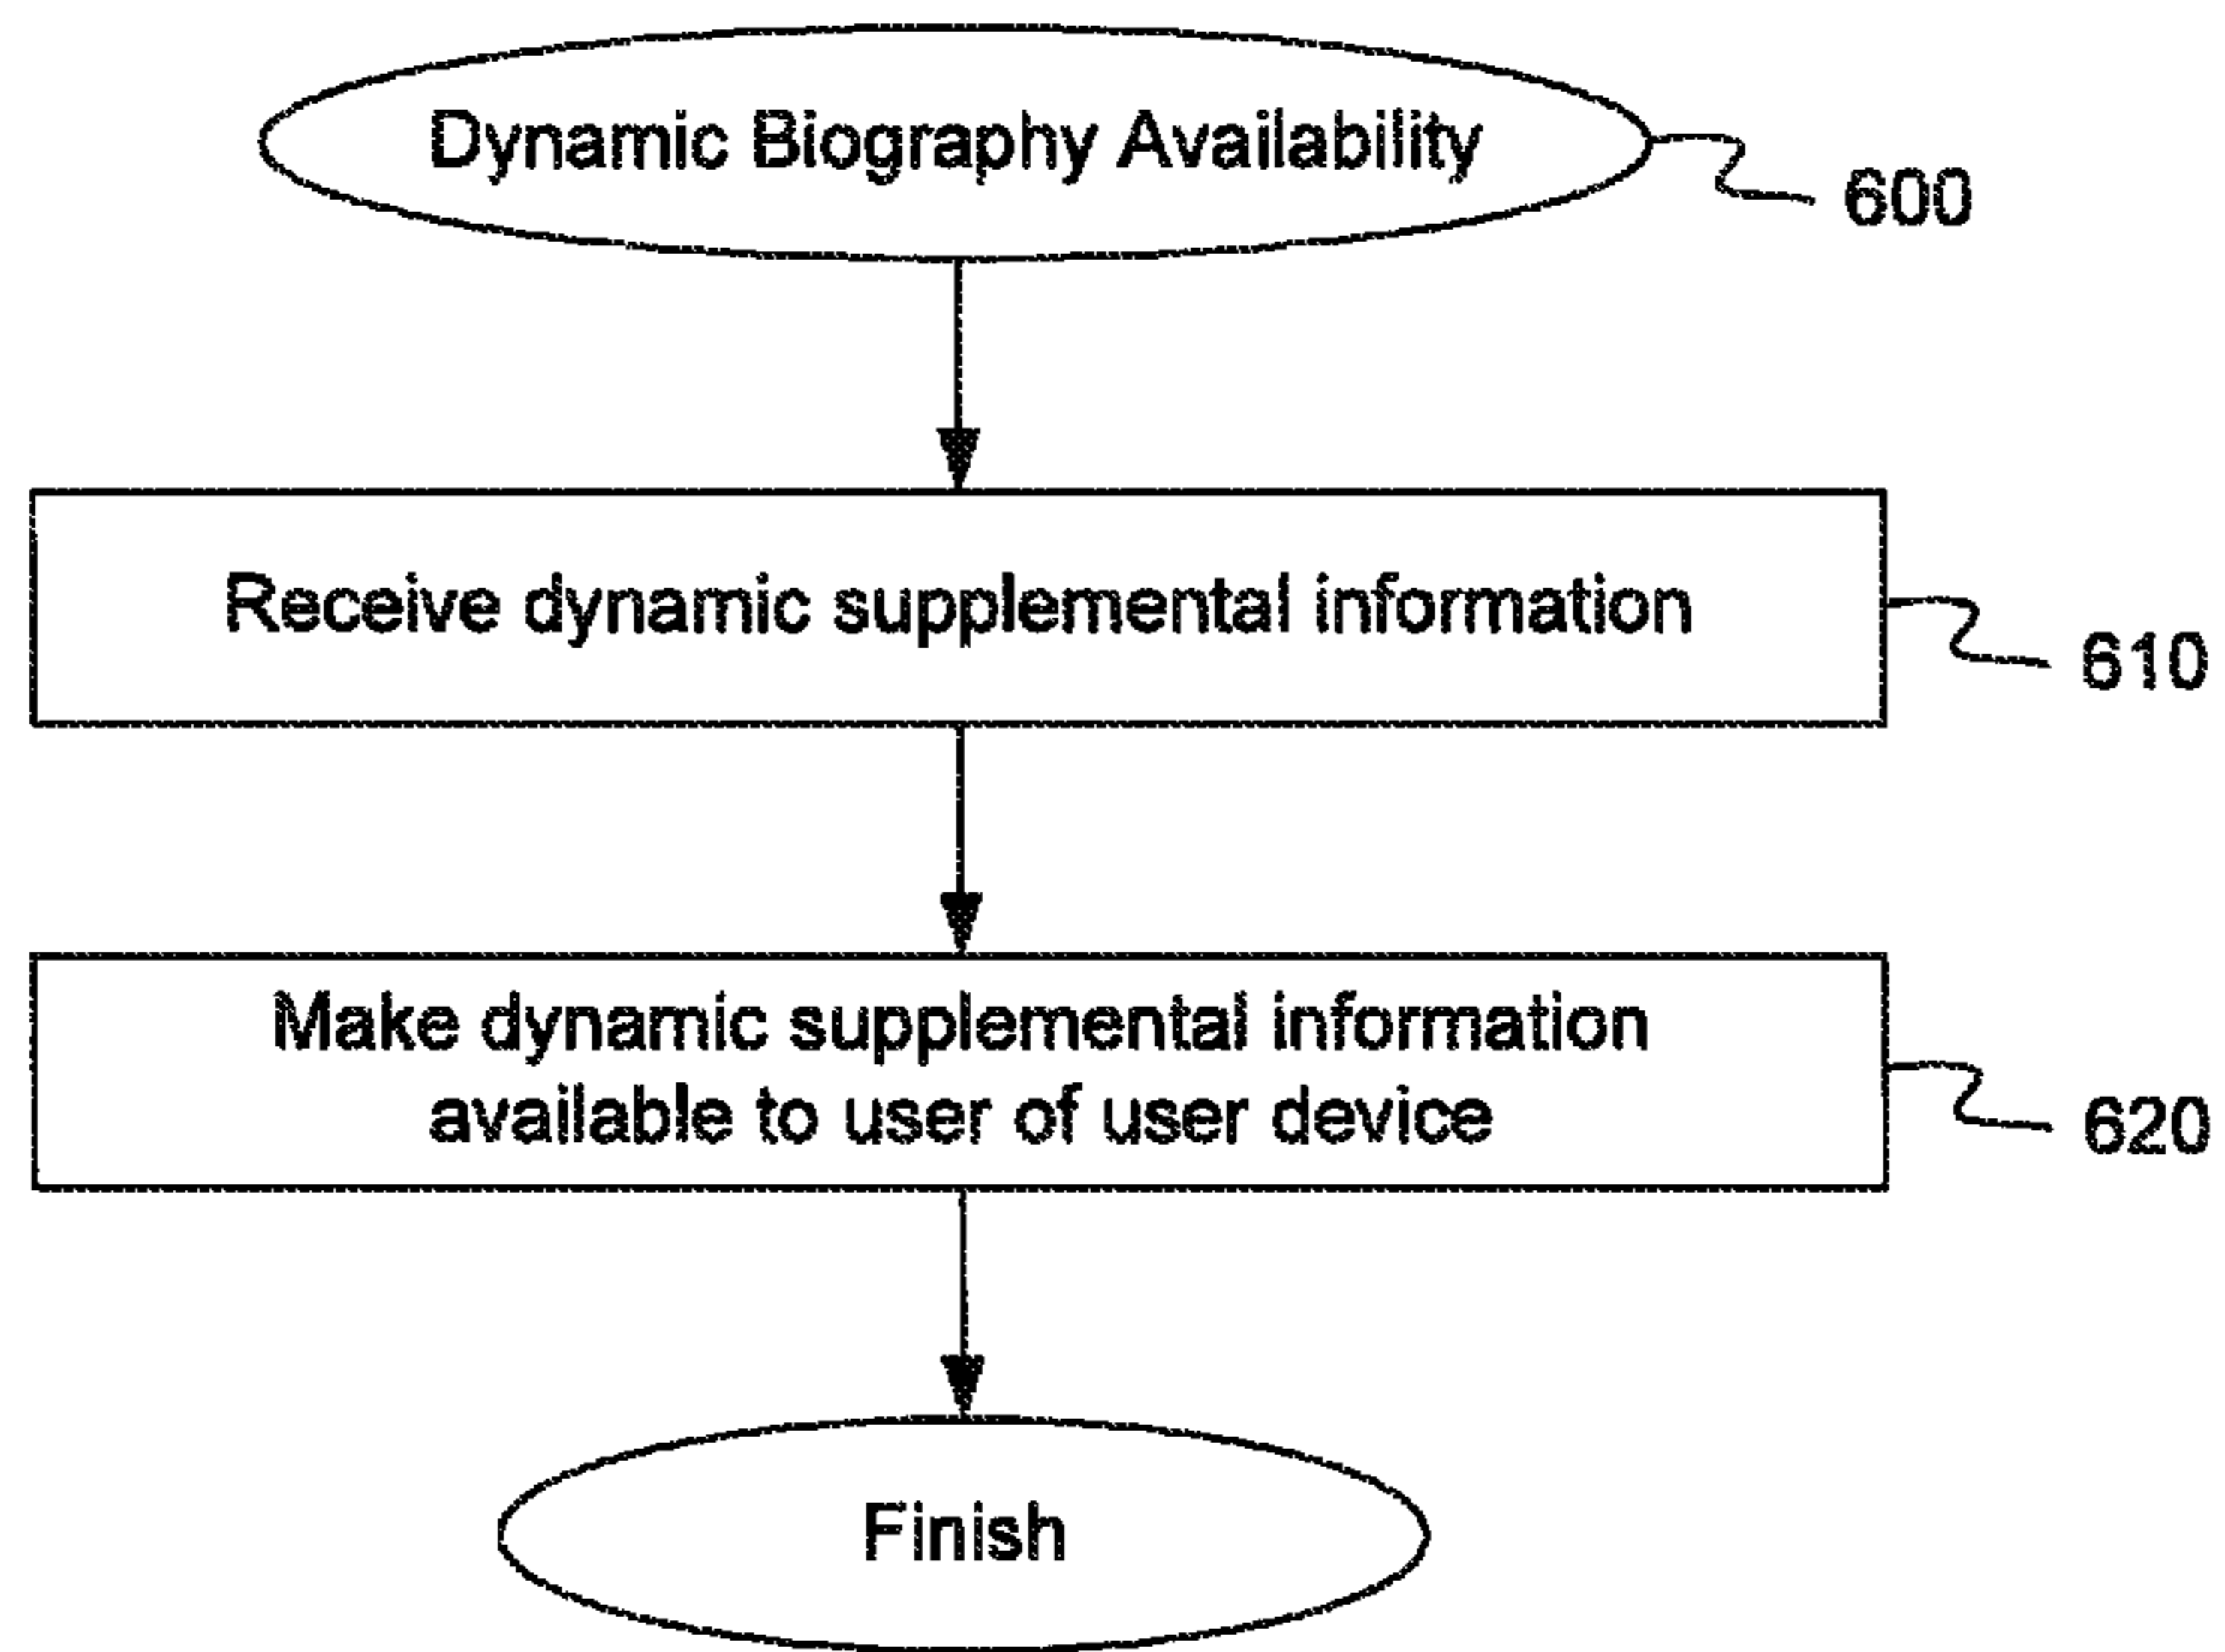 Dynamic Biography Availability
600
Receive dynamic supplemental information
610
Make dynamic supplemental information
available to user of user device
620
Finish